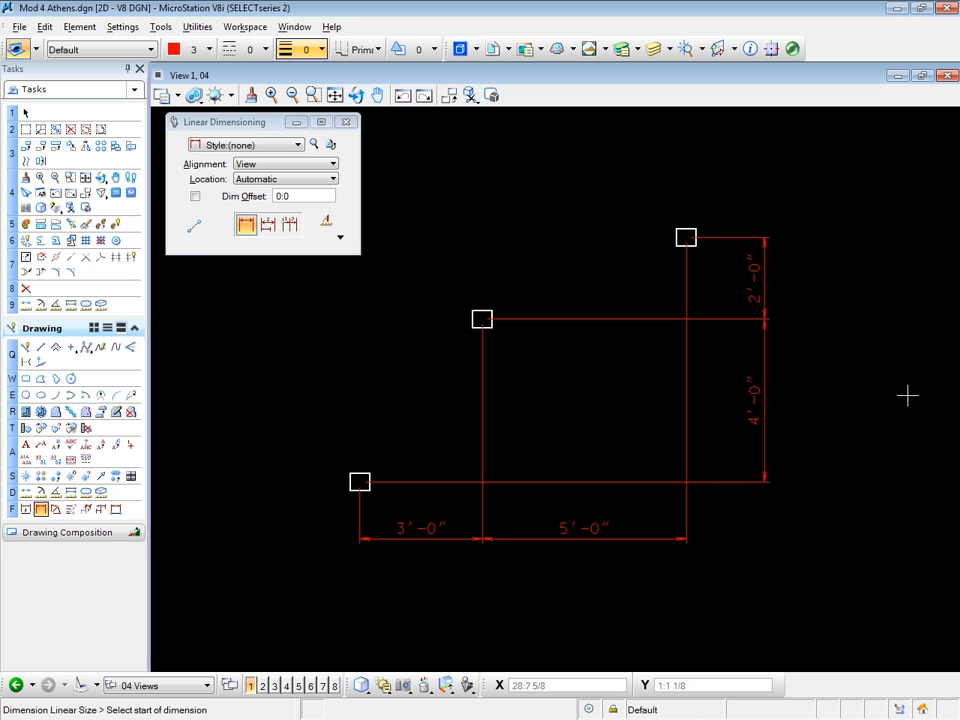 Mod 4 Athens.dgn [2D - V8 DGN] - MicroStation V8i (SELECTseries 2)
File Edit Element Settings Tools Utilities Workspace Window Help
Default 3 0 0 0
Tasks
Tasks
View 1, 04
Linear Dimensioning
Style:(none)
Alignment: View
Location: Automatic
Dim Offset: 0:0
1
2
3
4
5
6
7
8
9
Drawing
Q
W
E
R
T
A
S
D
F
Drawing Composition
2'-0"
4'-0"
3'-0" 5'-0"
04 Views 1 2 3 4 5 6 7 8 X 28:7 5/8 Y 1:1 1/8
Dimension Linear Size > Select start of dimension Default